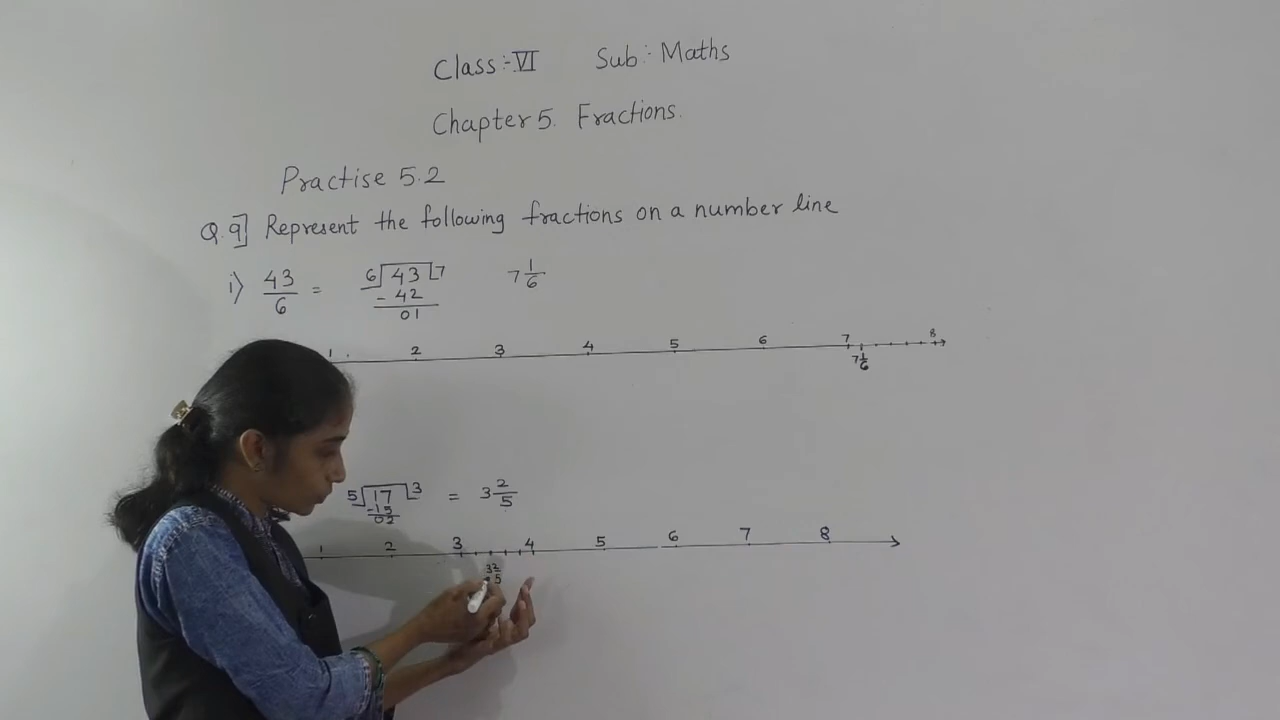 Class :- VI Sub :- Maths
Chapter 5. Fractions.
Practise 5.2
Q.9] Represent the following fractions on a number line
i) 43/6 = 6) 43 (7 7 1/6
- 42
01
1 2 3 4 5 6 7 8
7 1/6
5) 17 (3 = 3 2/5
-15
02
1 2 3 4 5 6 7 8
3 2/5